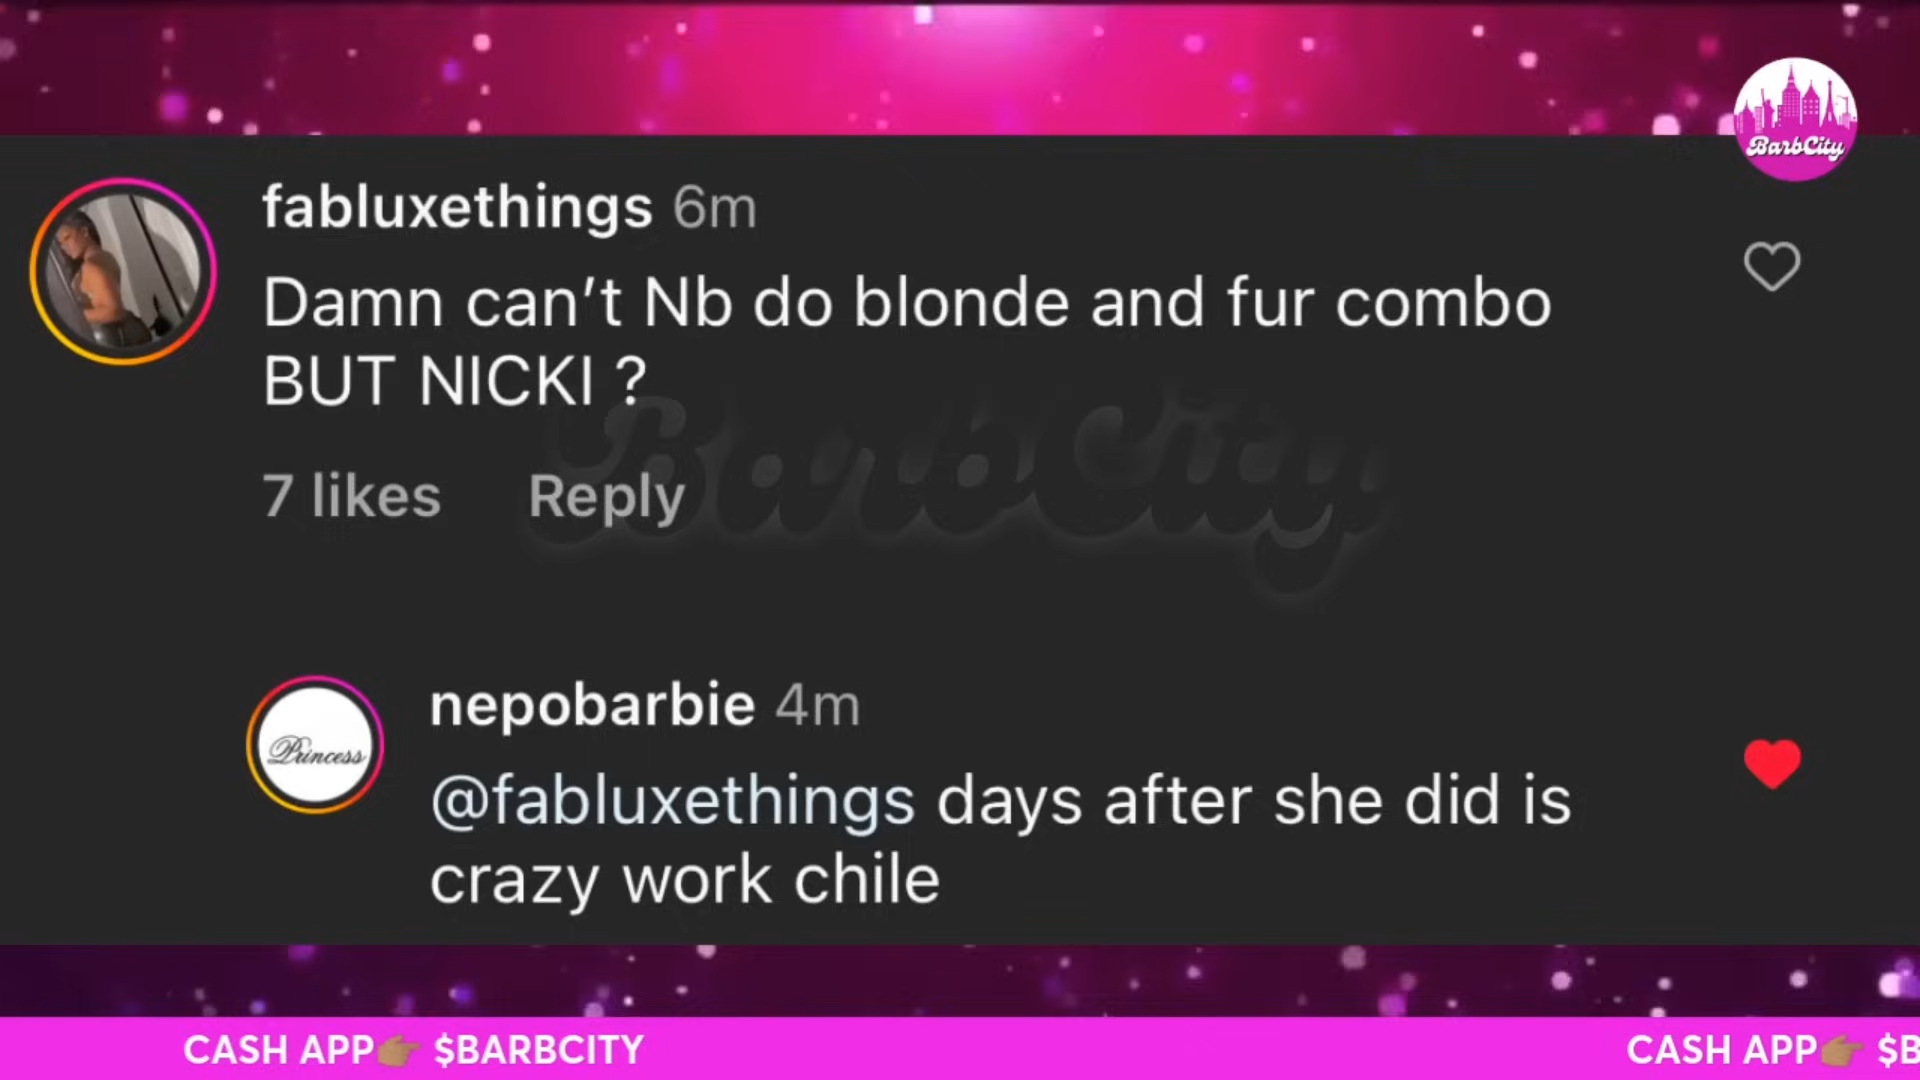 BarbCity
fabluxethings 6m
Damn can't Nb do blonde and fur combo
BUT NICKI ?
BarbCity
7 likes Reply
nepobarbie 4m
Princess
@fabluxethings days after she did is
crazy work chile
CASH APP👉🏽 $BARBCITY
CASH APP👉🏽 $B